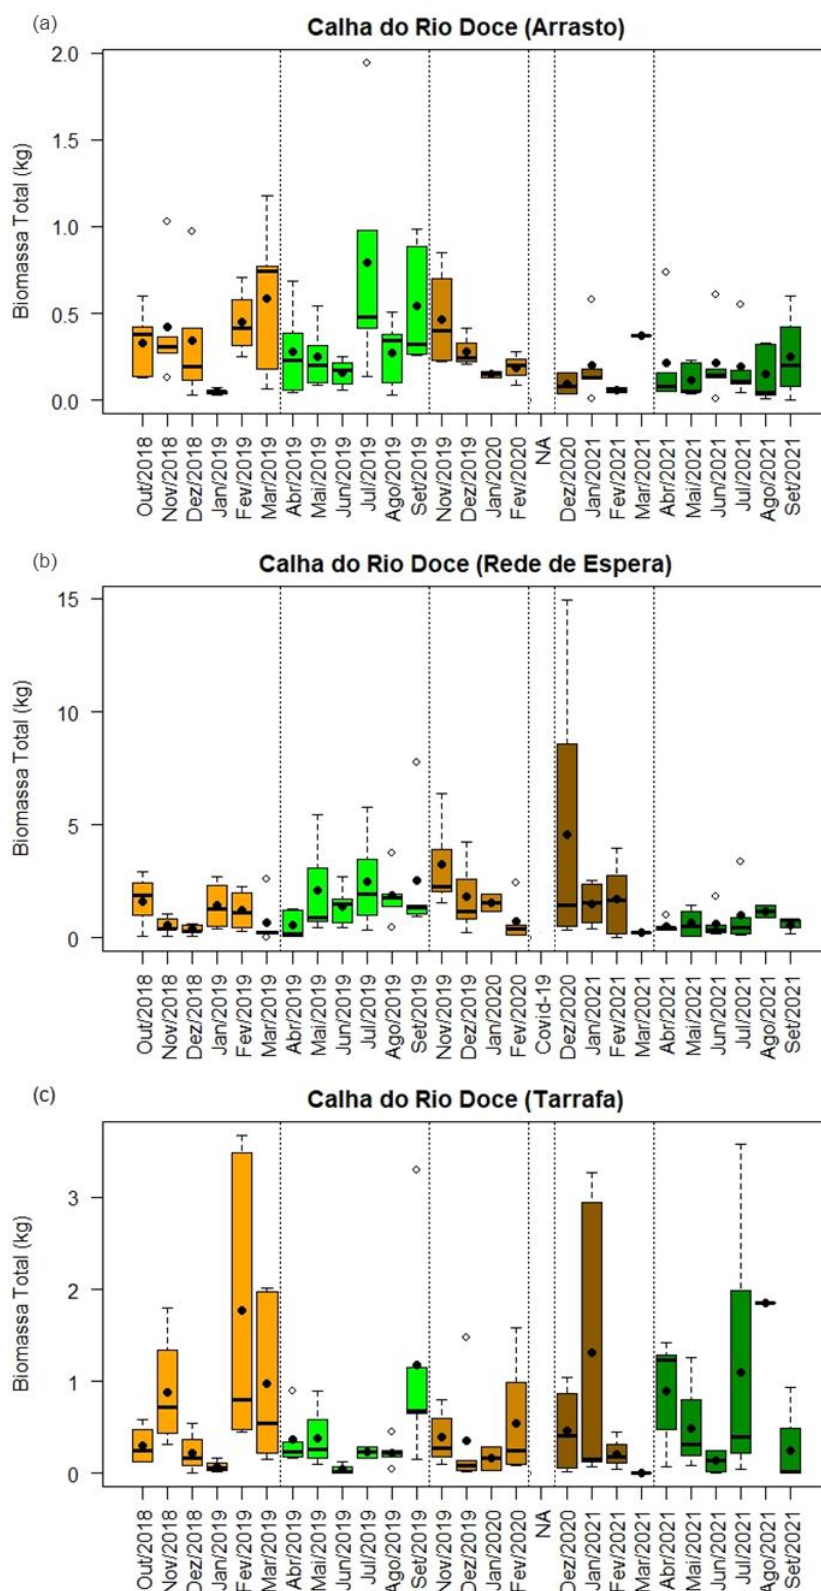 (a)
Calha do Rio Doce (Arrasto)
Biomassa Total (kg)
2.0
1.5
1.0
0.5
0.0
Out/2018
Nov/2018
Dez/2018
Jan/2019
Fev/2019
Mar/2019
Abr/2019
Mai/2019
Jun/2019
Jul/2019
Ago/2019
Set/2019
Nov/2019
Dez/2019
Jan/2020
Fev/2020
NA
Dez/2020
Jan/2021
Fev/2021
Mar/2021
Abr/2021
Mai/2021
Jun/2021
Jul/2021
Ago/2021
Set/2021
(b)
Calha do Rio Doce (Rede de Espera)
Biomassa Total (kg)
15
10
5
0
Out/2018
Nov/2018
Dez/2018
Jan/2019
Fev/2019
Mar/2019
Abr/2019
Mai/2019
Jun/2019
Jul/2019
Ago/2019
Set/2019
Nov/2019
Dez/2019
Jan/2020
Fev/2020
Covid-19
Dez/2020
Jan/2021
Fev/2021
Mar/2021
Abr/2021
Mai/2021
Jun/2021
Jul/2021
Ago/2021
Set/2021
(c)
Calha do Rio Doce (Tarrafa)
Biomassa Total (kg)
3
2
1
0
Out/2018
Nov/2018
Dez/2018
Jan/2019
Fev/2019
Mar/2019
Abr/2019
Mai/2019
Jun/2019
Jul/2019
Ago/2019
Set/2019
Nov/2019
Dez/2019
Jan/2020
Fev/2020
NA
Dez/2020
Jan/2021
Fev/2021
Mar/2021
Abr/2021
Mai/2021
Jun/2021
Jul/2021
Ago/2021
Set/2021